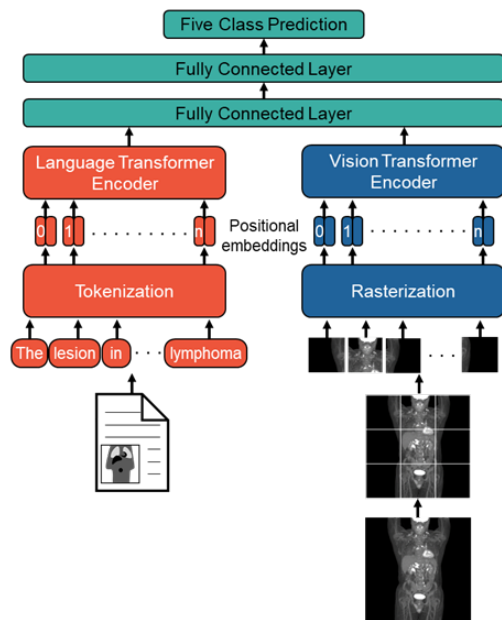 Five Class Prediction
Fully Connected Layer
Fully Connected Layer
Language Transformer
Encoder
Vision Transformer
Encoder
0 1 · · · · · · · · · n
Positional
embeddings
0 1 · · · · · · · · · n
Tokenization
Rasterization
The lesion in · · · lymphoma